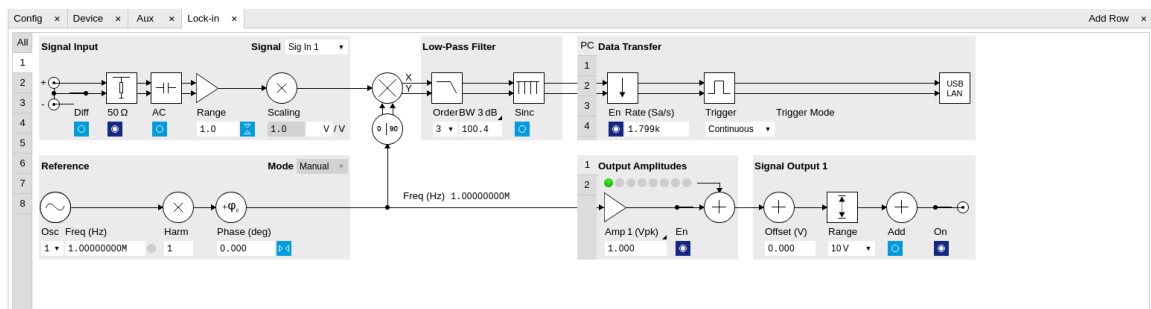 Config × Device × Aux × Lock-in × Add Row ×
All
1
2
3
4
5
6
7
8
Signal Input Signal Sig In 1
+
-
Diff 50 Ω AC Range Scaling
1.0 1.0 V / V
X
Y
0 90
Low-Pass Filter
Order BW 3 dB Sinc
3 100.4
PC Data Transfer
1
2
3
4
USB
LAN
En Rate (Sa/s) Trigger Trigger Mode
1.799k Continuous
Reference Mode Manual
+φ₀
Osc Freq (Hz) Harm Phase (deg)
1 1.00000000M 1 0.000
Freq (Hz) 1.00000000M
1 Output Amplitudes
2
Amp 1 (Vpk) En
1.000
Signal Output 1
Offset (V) Range Add On
0.000 10 V